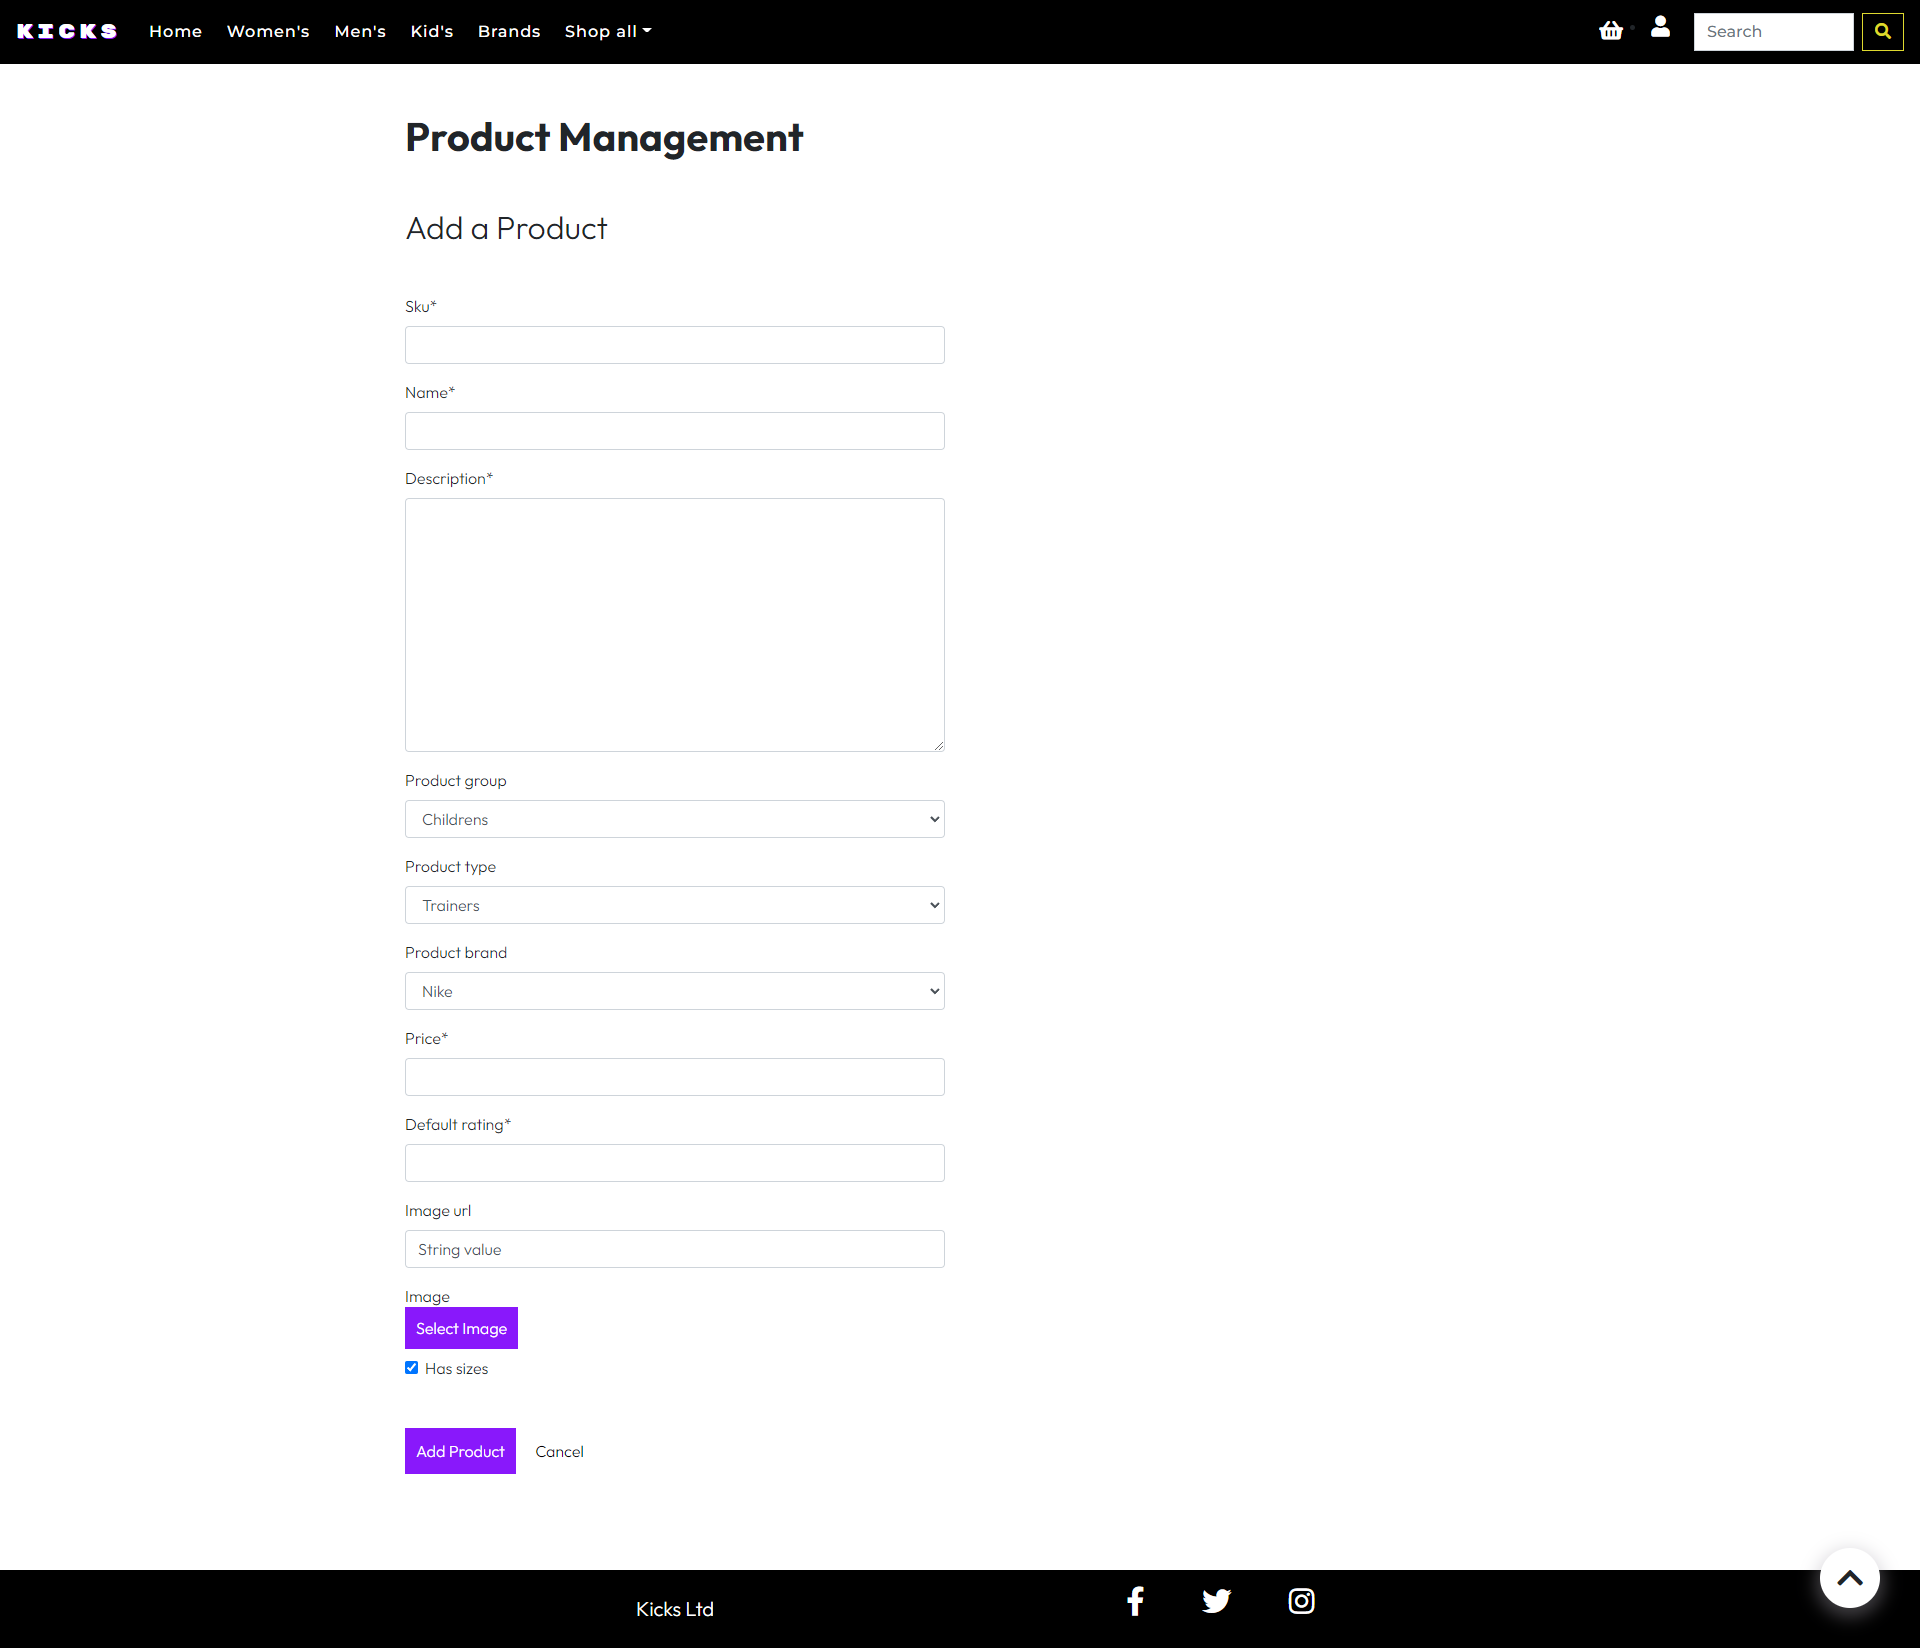 KICKS Home Women's Men's Kid's Brands Shop all Search
Product Management
Add a Product
Sku*
Name*
Description*
Product group
Childrens
Product type
Trainers
Product brand
Nike
Price*
Default rating*
Image url
String value
Image
Select Image
Has sizes
Add Product Cancel
Kicks Ltd